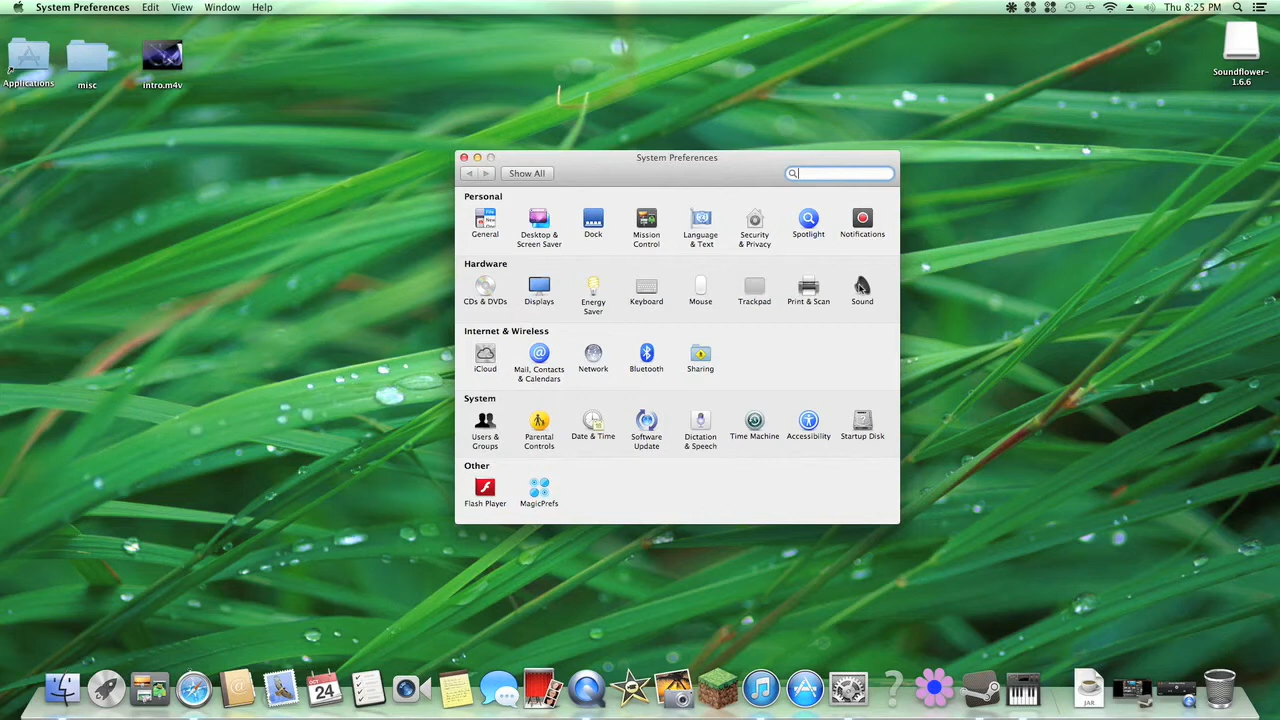 System Preferences Edit View Window Help Thu 8:25 PM
Applications
misc
intro.m4v
Soundflower-
1.6.6
System Preferences
Show All
Personal
General
Desktop &
Screen Saver
Dock
Mission
Control
Language
& Text
Security
& Privacy
Spotlight
Notifications
Hardware
CDs & DVDs
Displays
Energy
Saver
Keyboard
Mouse
Trackpad
Print & Scan
Sound
Internet & Wireless
iCloud
Mail, Contacts
& Calendars
Network
Bluetooth
Sharing
System
Users &
Groups
Parental
Controls
Date & Time
Software
Update
Dictation
& Speech
Time Machine
Accessibility
Startup Disk
Other
Flash Player
MagicPrefs
OCT
24
JAR